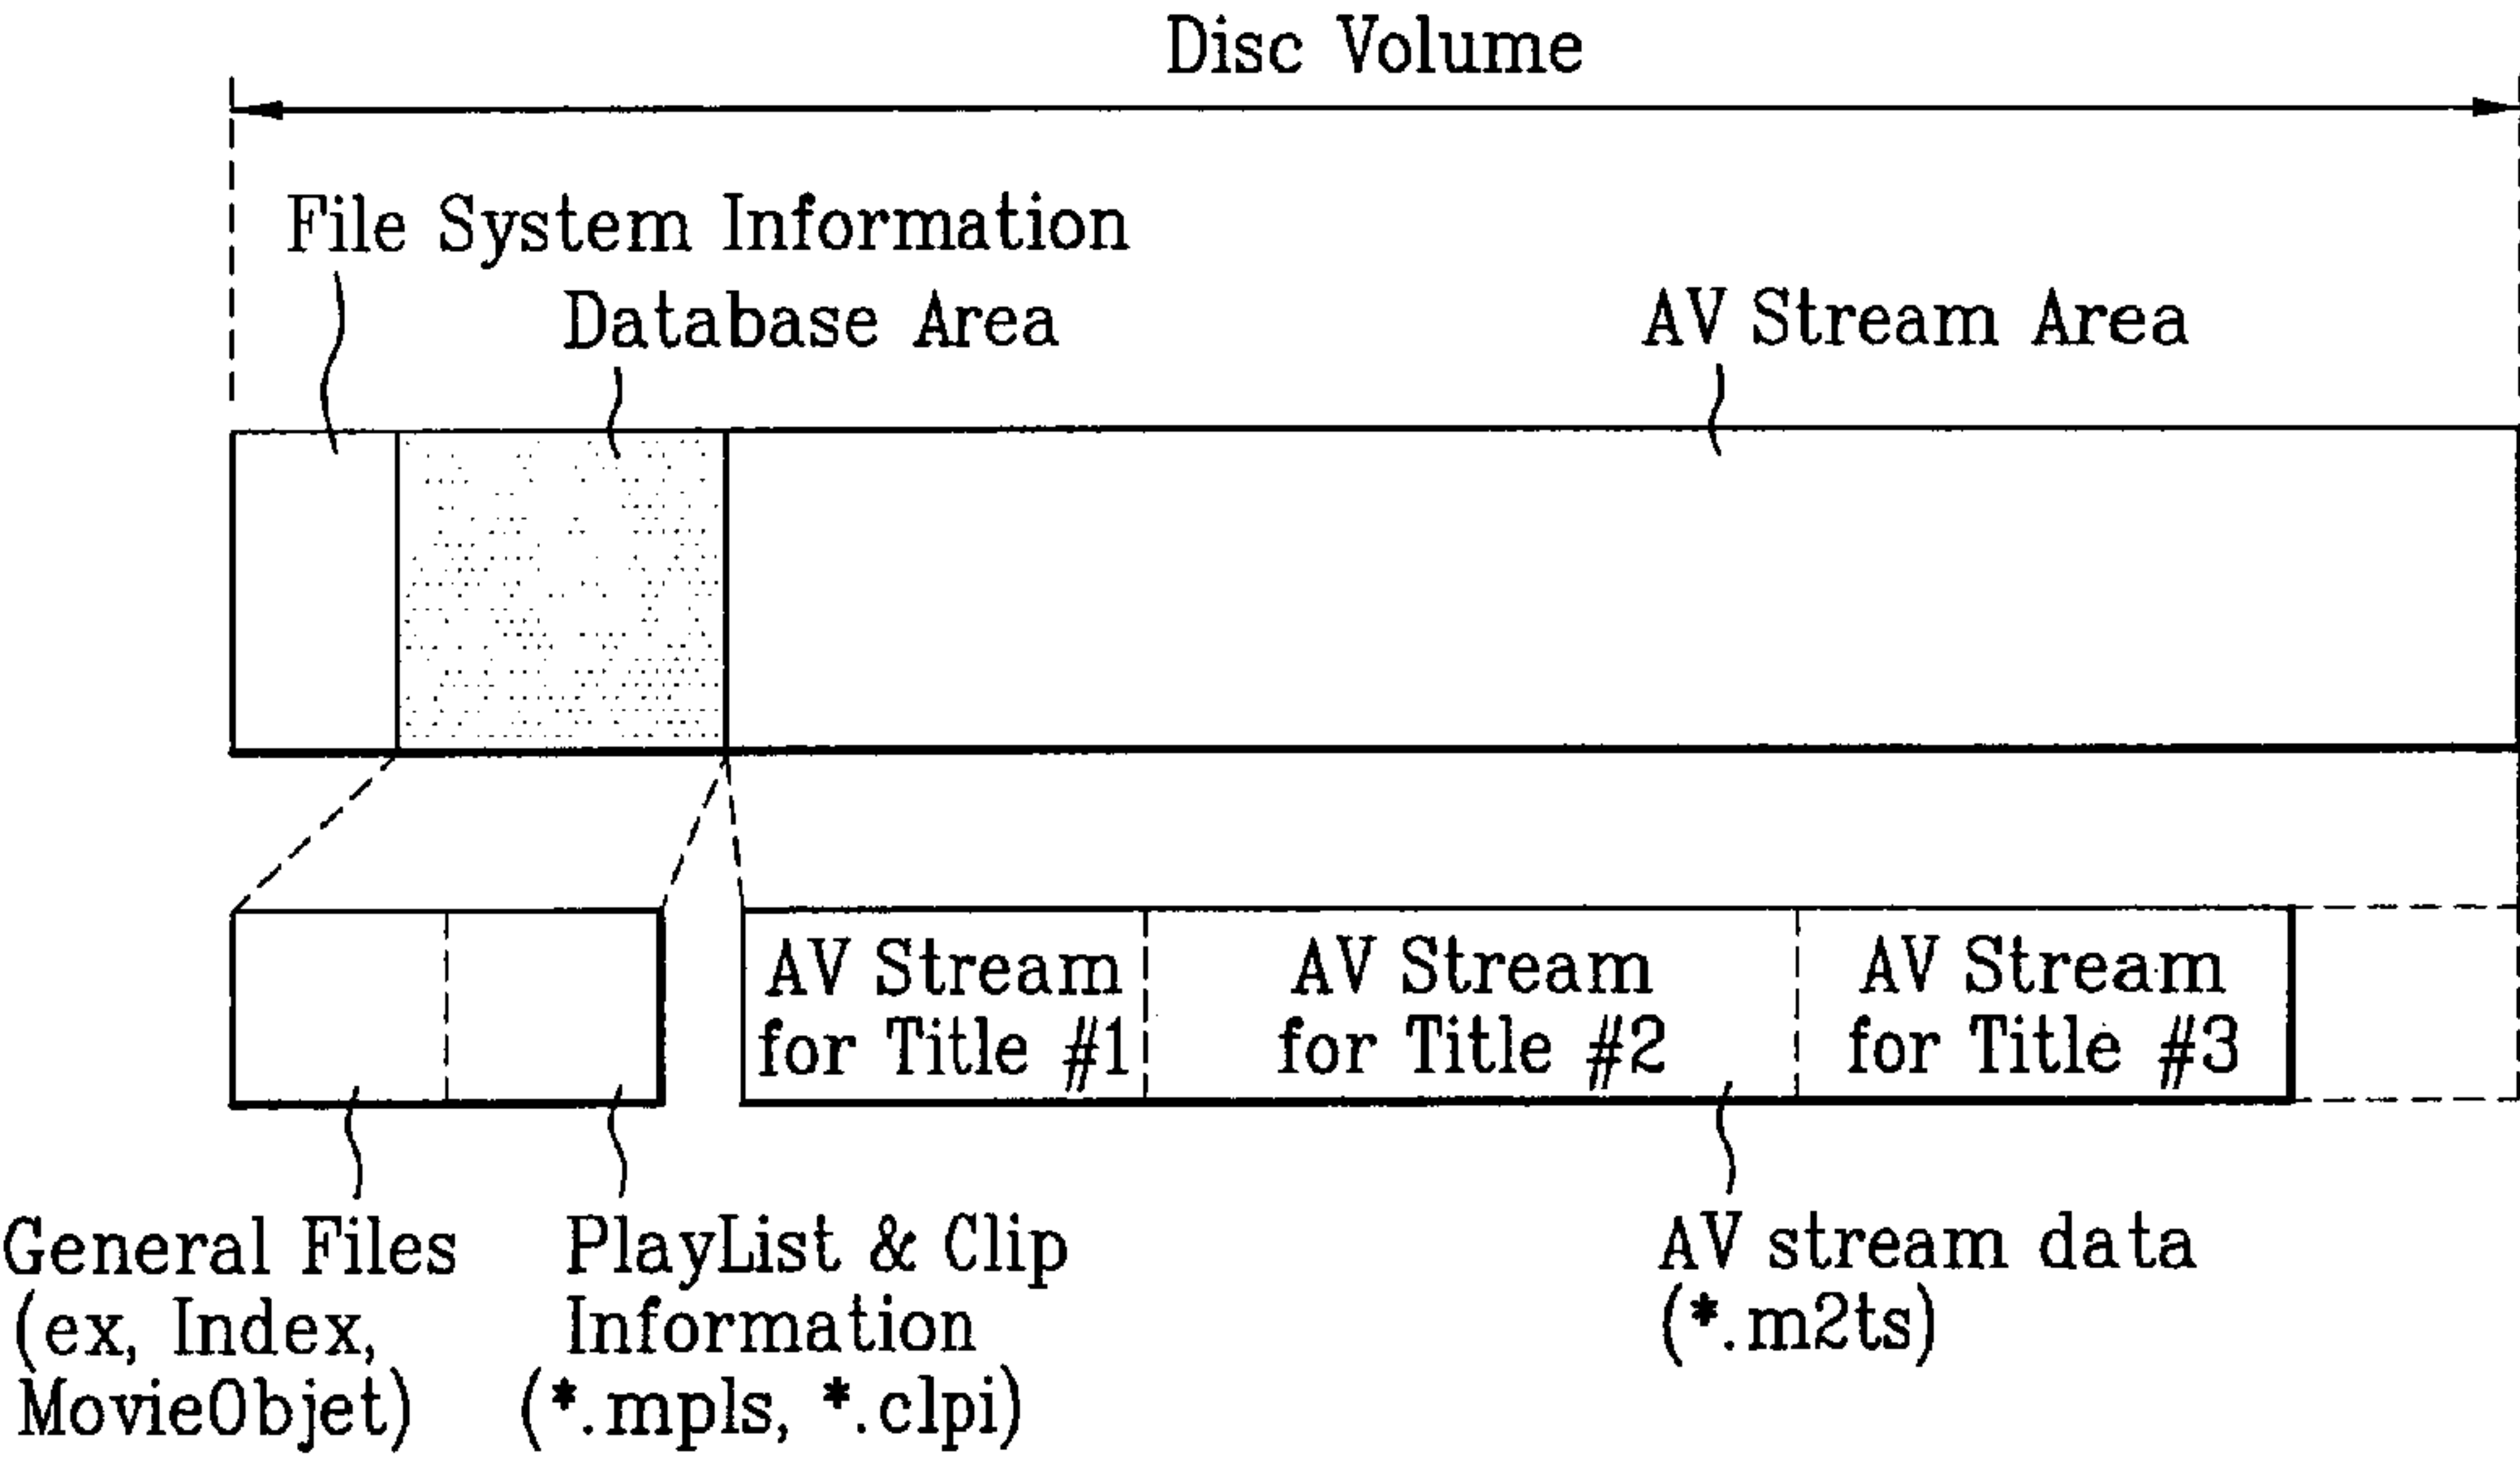 Disc Volume
File System Information
Database Area
AV Stream Area
AV Stream
for Title #1
AV Stream
for Title #2
AV Stream
for Title #3
General Files
(ex, Index,
MovieObjet)
PlayList & Clip
Information
(*.mpls, *.clpi)
AV stream data
(*.m2ts)